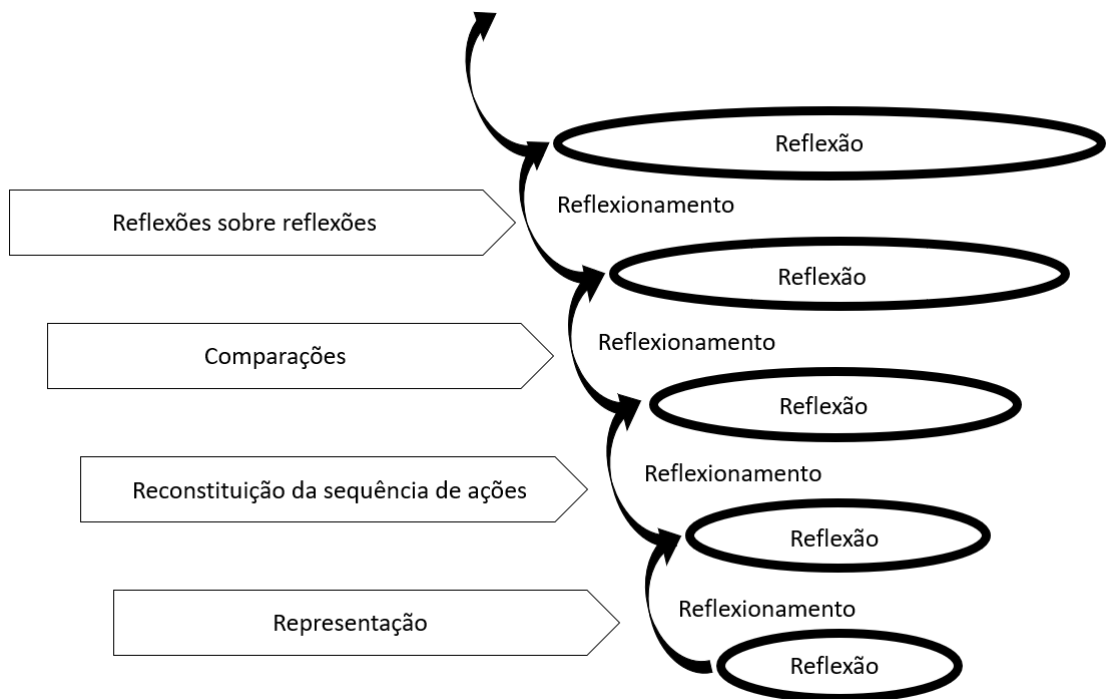 Reflexão
Reflexionamento
Reflexões sobre reflexões
Reflexão
Reflexionamento
Comparações
Reflexão
Reflexionamento
Reconstituição da sequência de ações
Reflexão
Reflexionamento
Representação
Reflexão